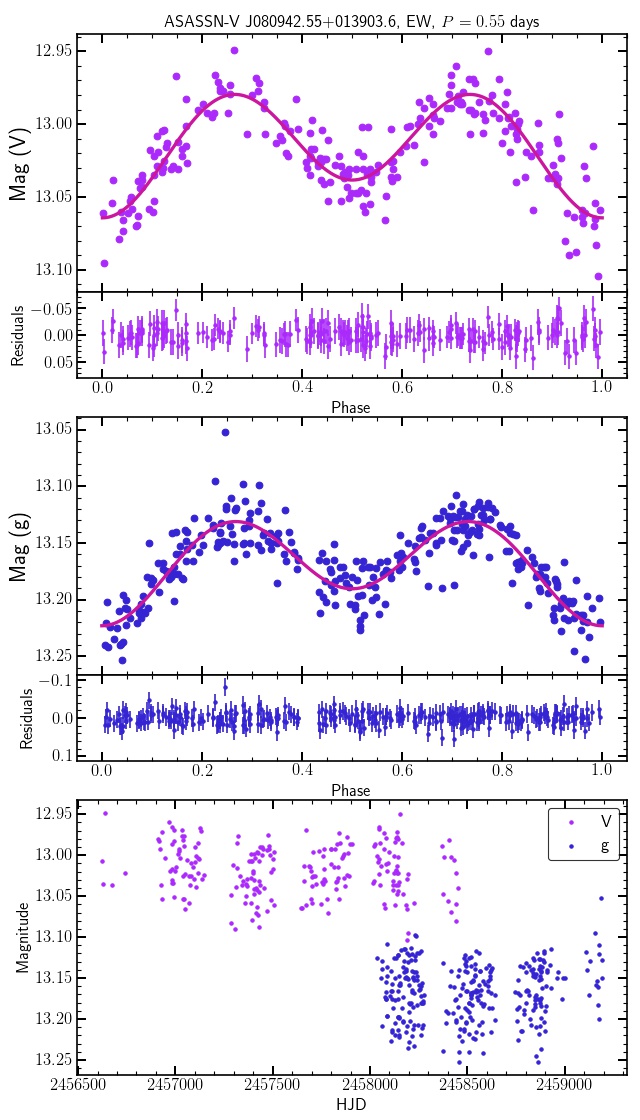 ASASSN-V J080942.55+013903.6, EW, P = 0.55 days
12.95
13.00
13.05
13.10
Mag (V)
−0.05
0.00
0.05
Residuals
0.0 0.2 0.4 0.6 0.8 1.0
Phase
13.05
13.10
13.15
13.20
13.25
Mag (g)
−0.1
0.0
0.1
Residuals
0.0 0.2 0.4 0.6 0.8 1.0
Phase
12.95
13.00
13.05
13.10
13.15
13.20
13.25
Magnitude
V
g
2456500 2457000 2457500 2458000 2458500 2459000
HJD